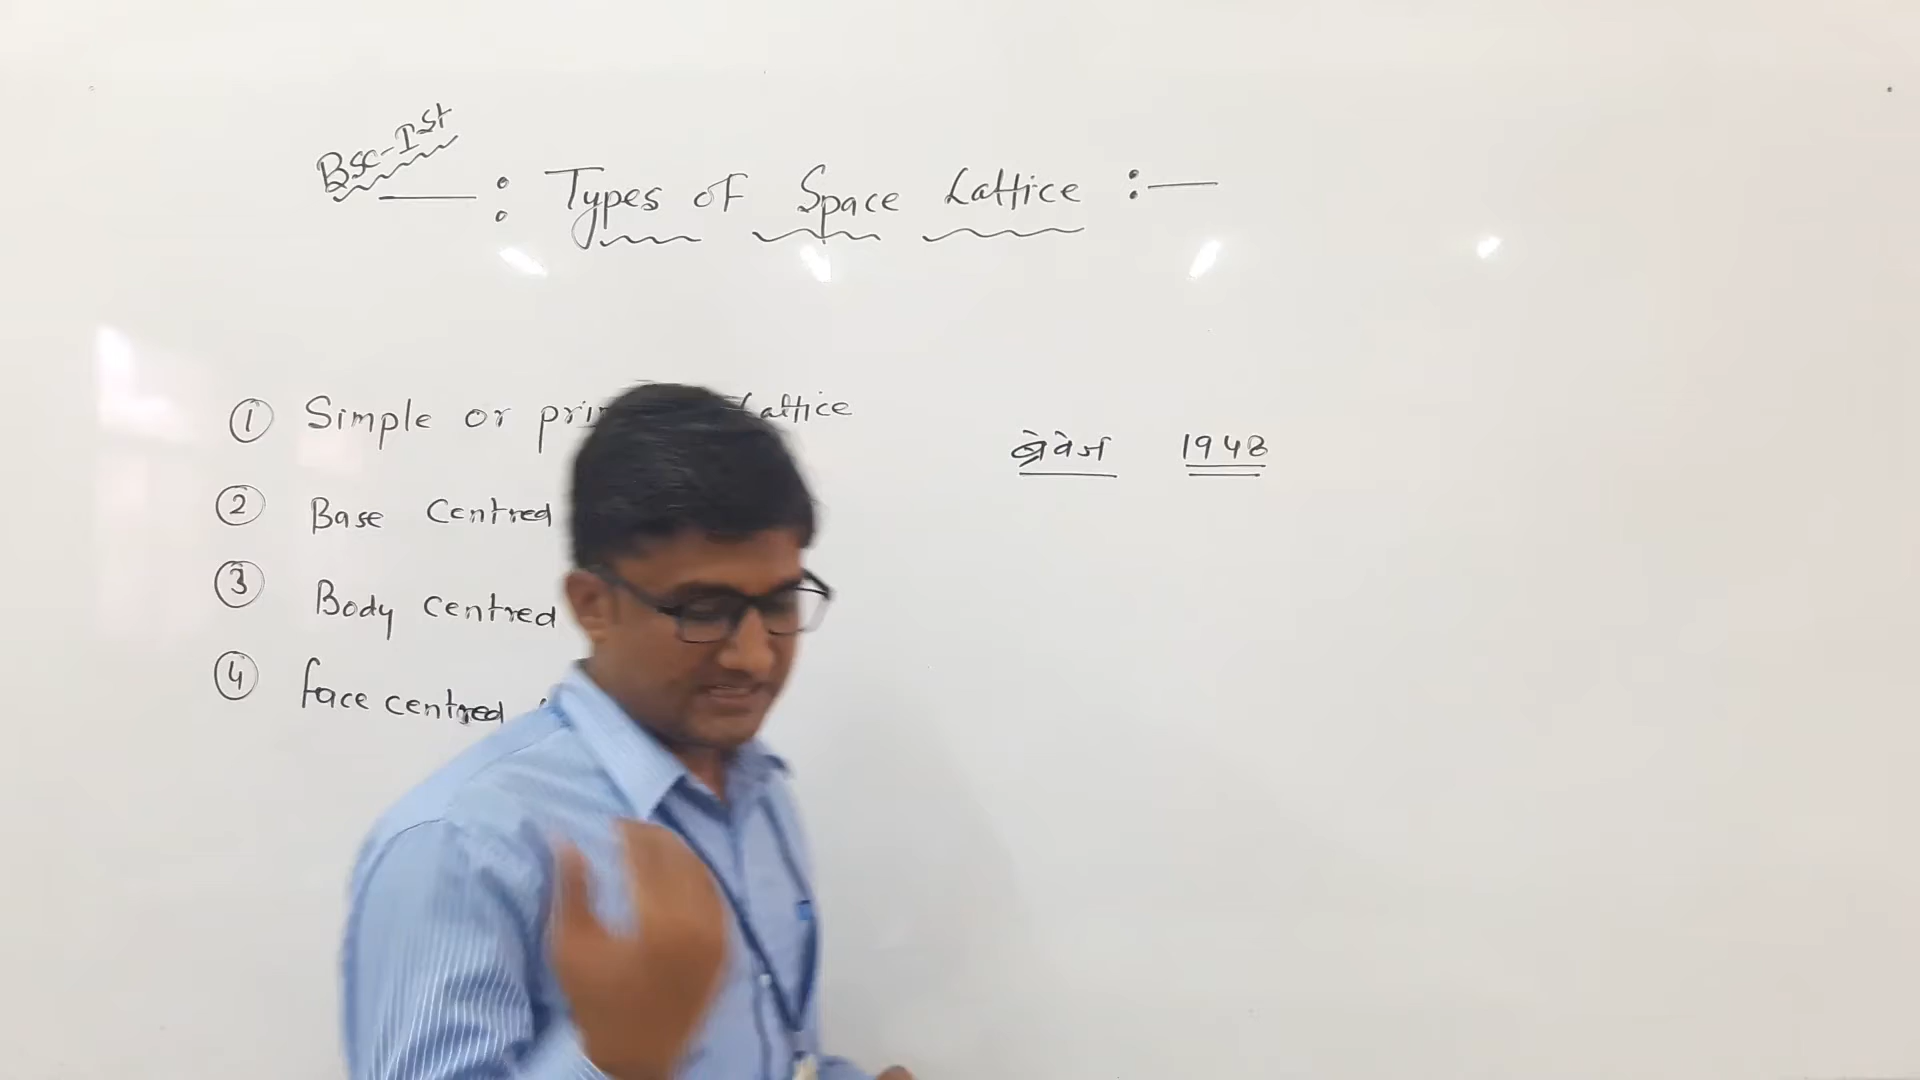 Bsc-Ist
Types of Space Lattice
① Simple or Lattice
ब्रेवेज 1948
② Base Centred
③ Body centred
④ face centred